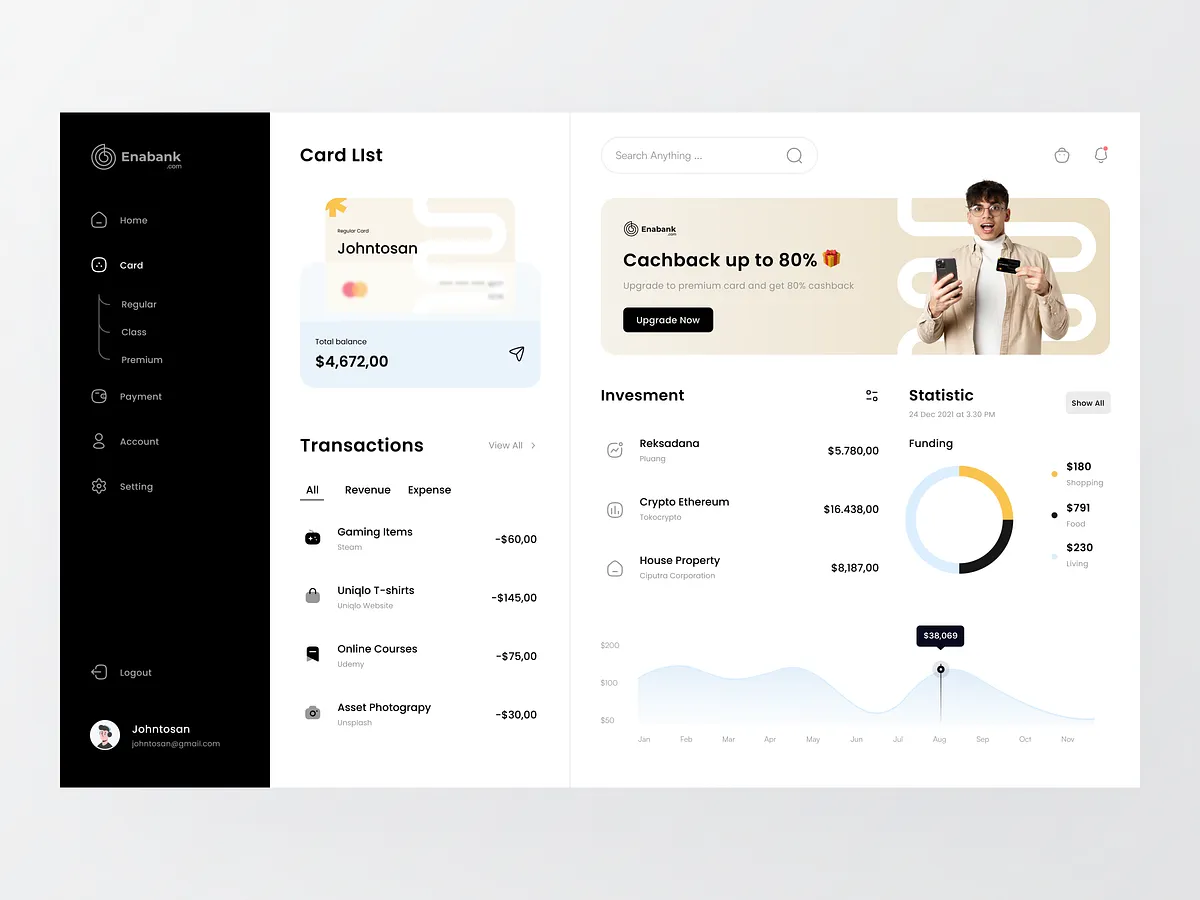 Enabank
.com
Home
Card
Regular
Class
Premium
Payment
Account
Setting
Logout
Johntosan
johntosan@gmail.com
Card LIst
Regular Card
Johntosan
Total balance
$4,672,00
Transactions
View All
All Revenue Expense
Gaming Items
Steam
-$60,00
Uniqlo T-shirts
Uniqlo Website
-$145,00
Online Courses
Udemy
-$75,00
Asset Photograpy
Unsplash
-$30,00
Search Anything ...
Enabank
.com
Cachback up to 80%
Upgrade to premium card and get 80% cashback
Upgrade Now
Invesment
Reksadana
Pluang
$5.780,00
Crypto Ethereum
Tokocrypto
$16.438,00
House Property
Ciputra Corporation
$8,187,00
Statistic
24 Dec 2021 at 3.30 PM
Show All
Funding
$180
Shopping
$791
Food
$230
Living
$38,069
$200
$100
$50
Jan Feb Mar Apr May Jun Jul Aug Sep Oct Nov